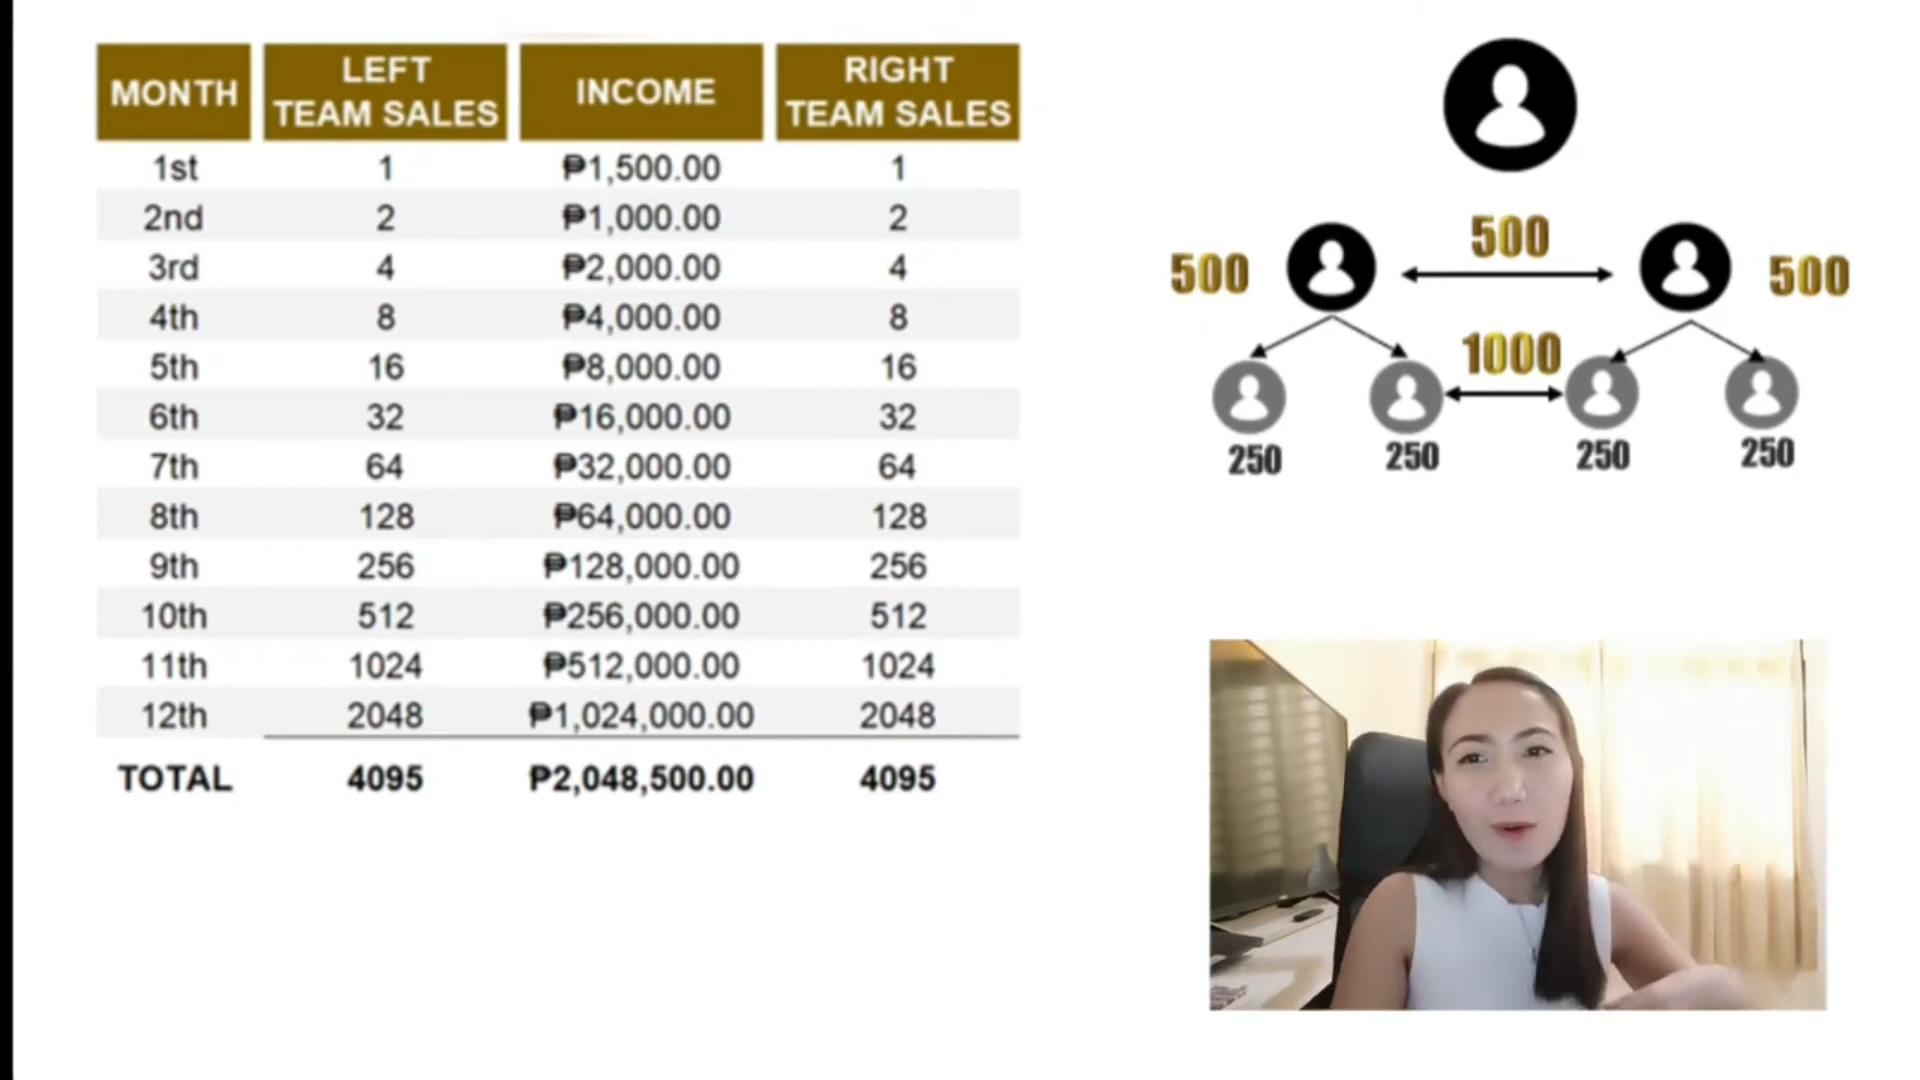 MONTH LEFT TEAM SALES INCOME RIGHT TEAM SALES
1st 1 ₱1,500.00 1
2nd 2 ₱1,000.00 2
3rd 4 ₱2,000.00 4
4th 8 ₱4,000.00 8
5th 16 ₱8,000.00 16
6th 32 ₱16,000.00 32
7th 64 ₱32,000.00 64
8th 128 ₱64,000.00 128
9th 256 ₱128,000.00 256
10th 512 ₱256,000.00 512
11th 1024 ₱512,000.00 1024
12th 2048 ₱1,024,000.00 2048
TOTAL 4095 ₱2,048,500.00 4095
500
500 500
1000
250 250 250 250